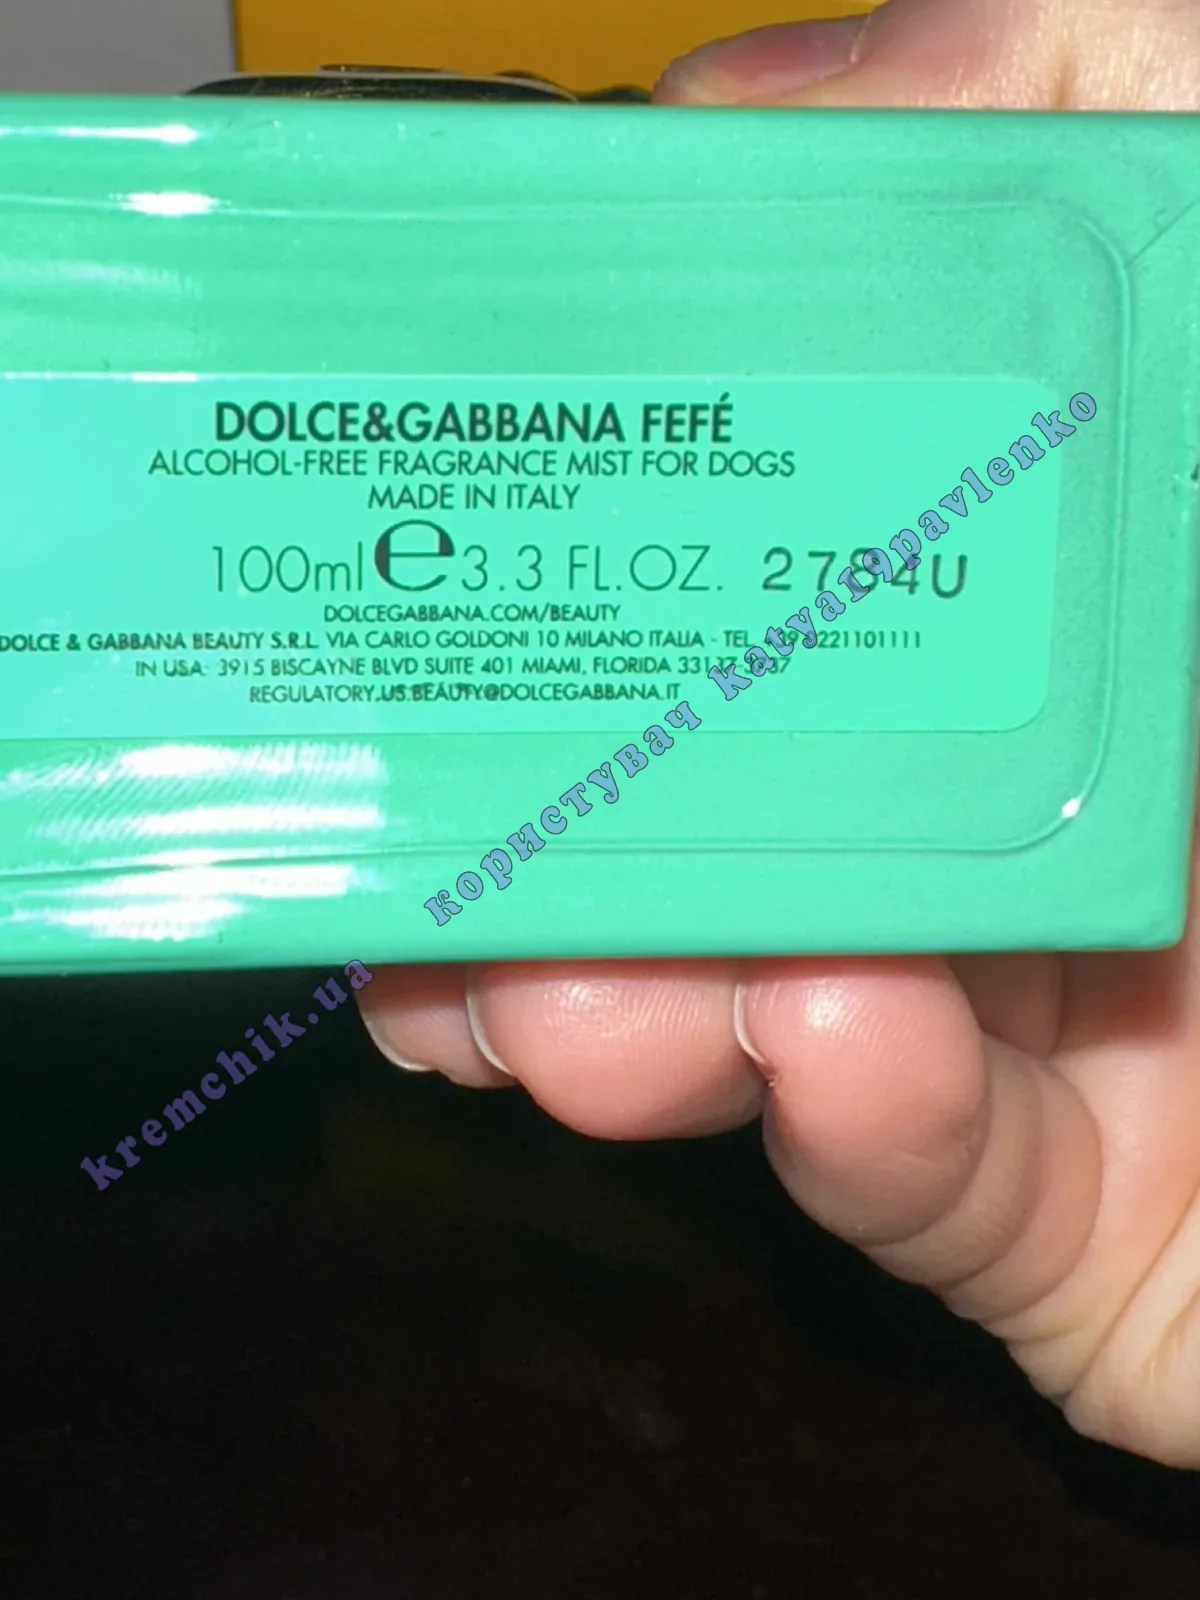 DOLCE&GABBANA FEFÉ
ALCOHOL-FREE FRAGRANCE MIST FOR DOGS
MADE IN ITALY
100ml e 3.3 FL.OZ. 2784U
DOLCEGABBANA.COM/BEAUTY
DOLCE & GABBANA BEAUTY S.R.L. VIA CARLO GOLDONI 10 MILANO ITALIA - TEL.
IN USA: 3915 BISCAYNE BLVD SUITE 401 MIAMI, FLORIDA
REGULATORY.US.BEAUTY@DOLCEGABBANA.IT
користувач katya19pavlenko
kremchik.ua